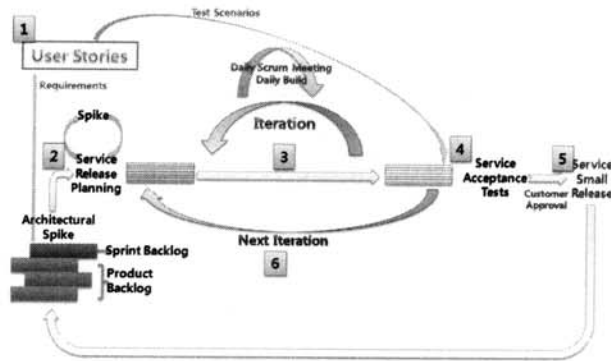 1
Test Scenarios
User Stories
Requirements
Daily Scrum Meeting
Daily Build
Spike
Iteration
2
Service
Release
Planning
3
4
Service
Acceptance
Tests
5
Service
Small
Release
Customer
Approval
Architectural
Spike
Next Iteration
6
Sprint Backlog
Product
Backlog